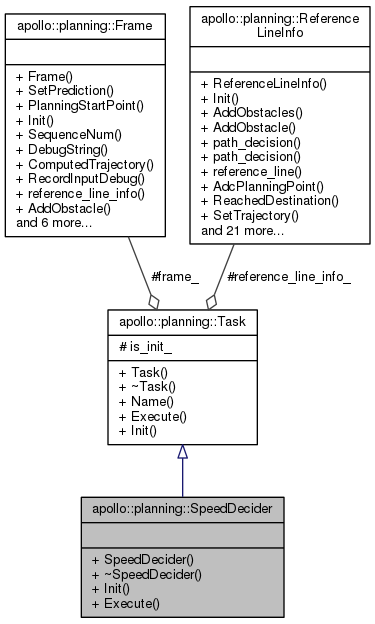 apollo::planning::Frame
+ Frame()
+ SetPrediction()
+ PlanningStartPoint()
+ Init()
+ SequenceNum()
+ DebugString()
+ ComputedTrajectory()
+ RecordInputDebug()
+ reference_line_info()
+ AddObstacle()
and 6 more...
apollo::planning::Reference
LineInfo
+ ReferenceLineInfo()
+ Init()
+ AddObstacles()
+ AddObstacle()
+ path_decision()
+ path_decision()
+ reference_line()
+ AdcPlanningPoint()
+ ReachedDestination()
+ SetTrajectory()
and 21 more...
#frame_
#reference_line_info_
apollo::planning::Task
# is_init_
+ Task()
+ ~Task()
+ Name()
+ Execute()
+ Init()
apollo::planning::SpeedDecider
+ SpeedDecider()
+ ~SpeedDecider()
+ Init()
+ Execute()